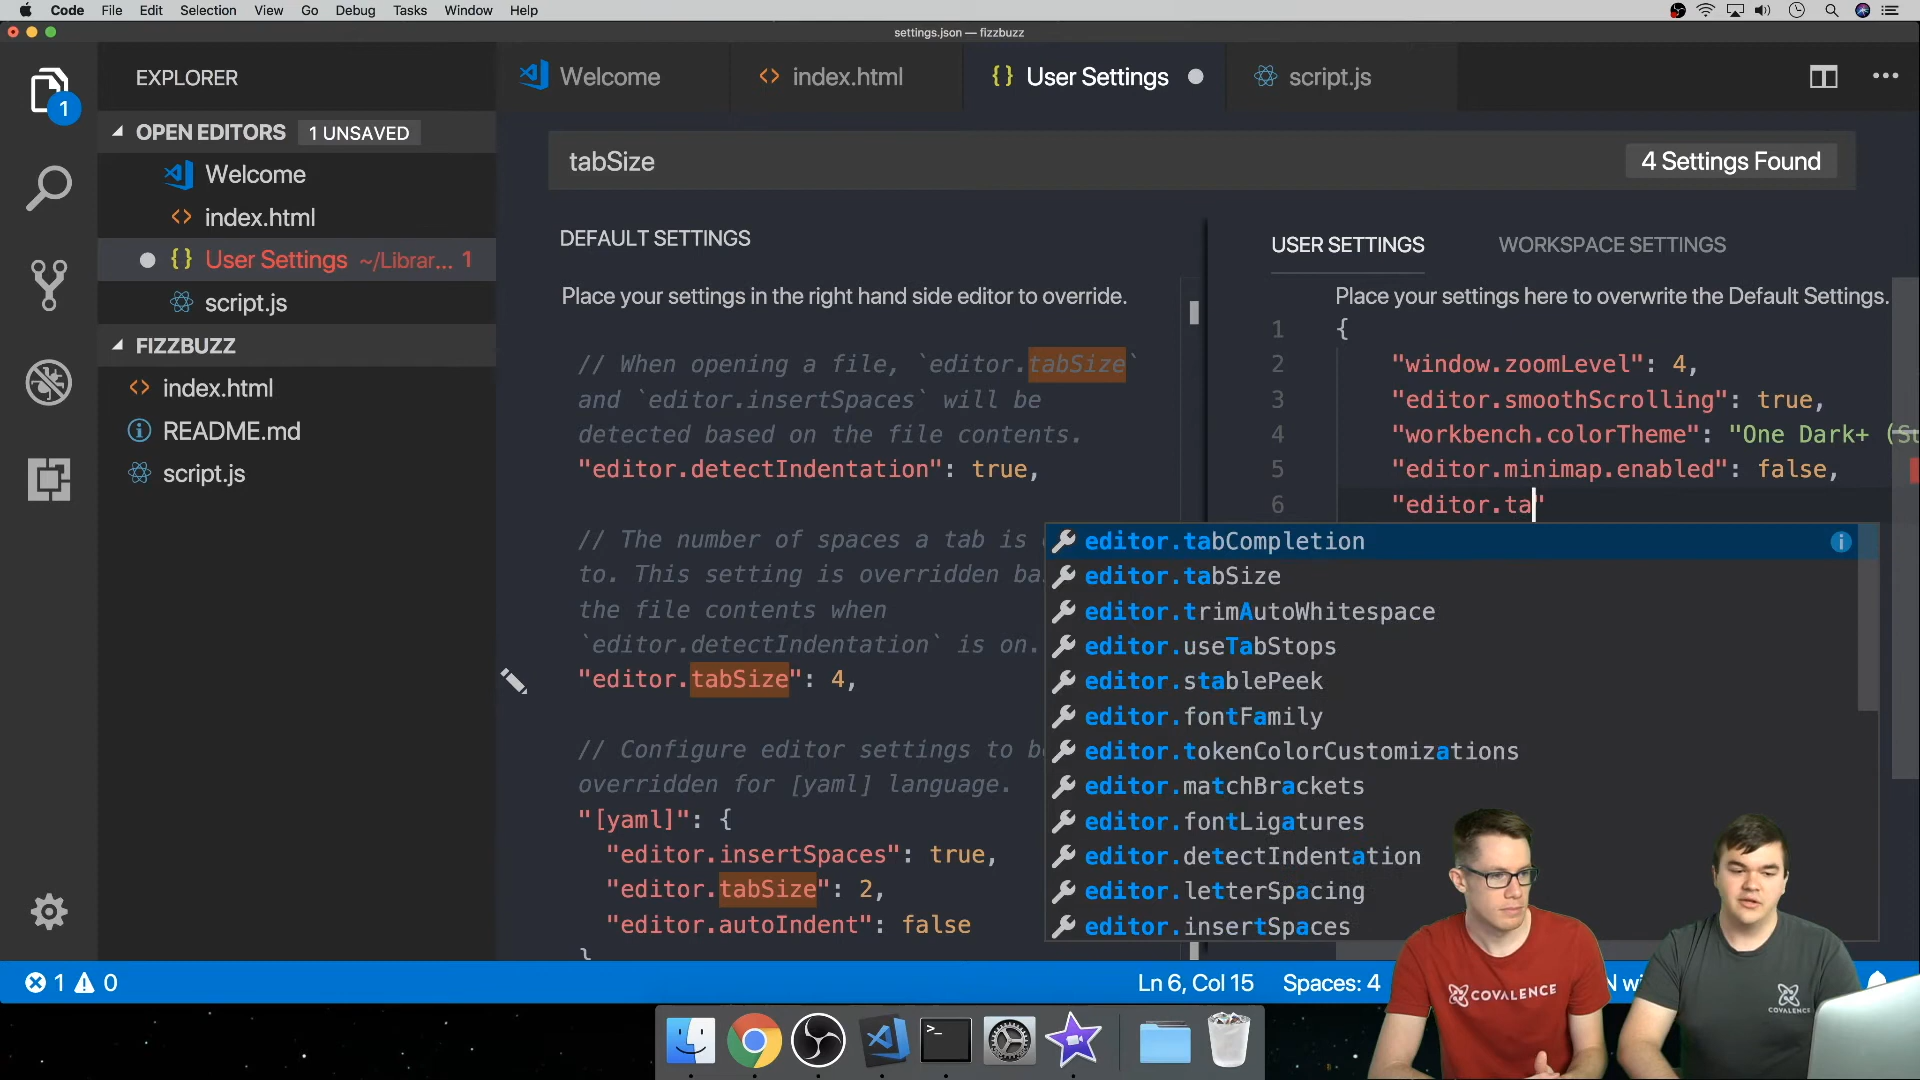 Code File Edit Selection View Go Debug Tasks Window Help
settings.json — fizzbuzz
EXPLORER
Welcome
index.html
{ } User Settings
script.js
1
OPEN EDITORS 1 UNSAVED
Welcome
index.html
{ } User Settings ~/Librar... 1
script.js
FIZZBUZZ
index.html
README.md
script.js
tabSize
4 Settings Found
DEFAULT SETTINGS
Place your settings in the right hand side editor to override.
// When opening a file, `editor.tabSize`
and `editor.insertSpaces` will be
detected based on the file contents.
"editor.detectIndentation": true,
// The number of spaces a tab is
to. This setting is overridden ba
the file contents when
`editor.detectIndentation` is on.
"editor.tabSize": 4,
// Configure editor settings to b
overridden for [yaml] language.
"[yaml]": {
"editor.insertSpaces": true,
"editor.tabSize": 2,
"editor.autoIndent": false
}
USER SETTINGS WORKSPACE SETTINGS
Place your settings here to overwrite the Default Settings.
1 {
2 "window.zoomLevel": 4,
3 "editor.smoothScrolling": true,
4 "workbench.colorTheme": "One Dark+ (Su
5 "editor.minimap.enabled": false,
6 "editor.ta"
editor.tabCompletion
editor.tabSize
editor.trimAutoWhitespace
editor.useTabStops
editor.stablePeek
editor.fontFamily
editor.tokenColorCustomizations
editor.matchBrackets
editor.fontLigatures
editor.detectIndentation
editor.letterSpacing
editor.insertSpaces
1 0
Ln 6, Col 15 Spaces: 4
COVALENCE
COVALENCE